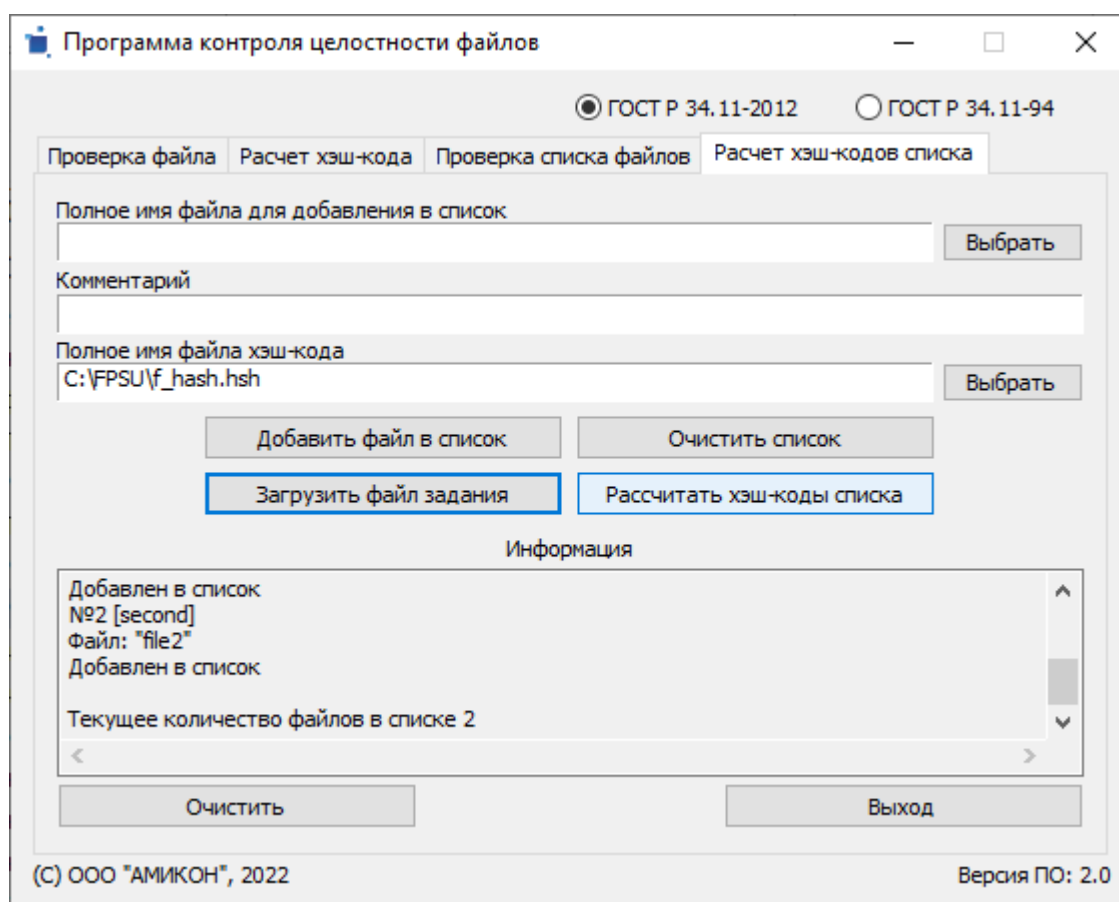 Программа контроля целостности файлов
ГОСТ Р 34.11-2012 ГОСТ Р 34.11-94
Проверка файла Расчет хэш-кода Проверка списка файлов Расчет хэш-кодов списка
Полное имя файла для добавления в список
Выбрать
Комментарий
Полное имя файла хэш-кода
C:\FPSU\f_hash.hsh Выбрать
Добавить файл в список Очистить список
Загрузить файл задания Рассчитать хэш-коды списка
Информация
Добавлен в список
№2 [second]
Файл: "file2"
Добавлен в список
Текущее количество файлов в списке 2
Очистить Выход
(С) ООО "АМИКОН", 2022 Версия ПО: 2.0